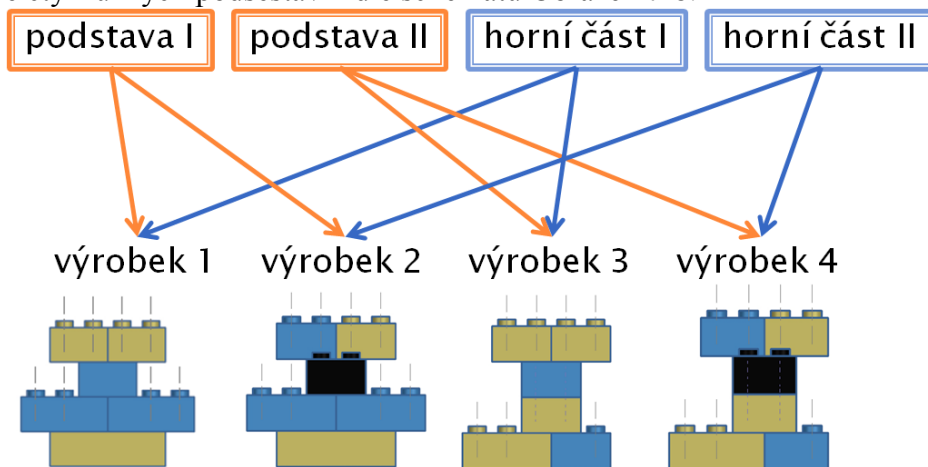 podstava I podstava II horní část I horní část II
výrobek 1 výrobek 2 výrobek 3 výrobek 4